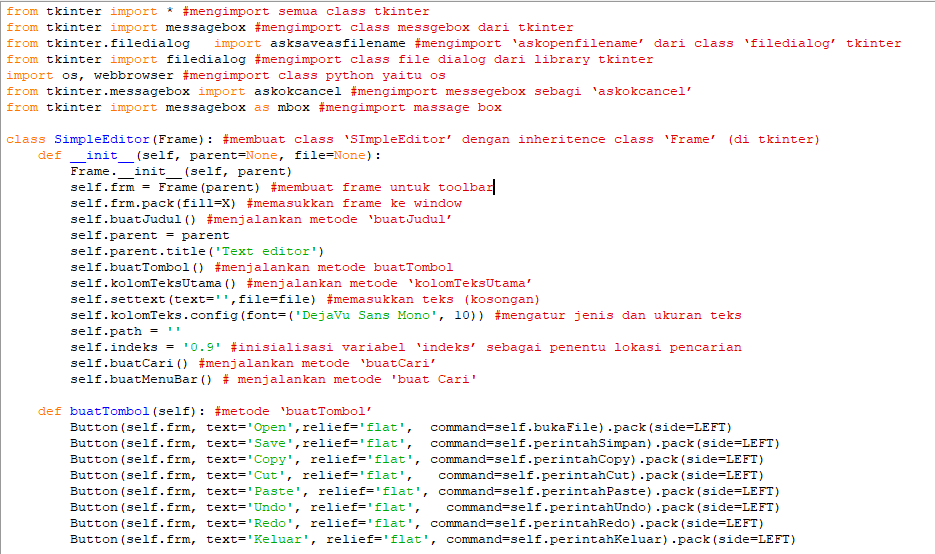 from tkinter import * #mengimport semua class tkinter
from tkinter import messagebox #mengimport class messgebox dari tkinter
from tkinter.filedialog   import asksaveasfilename #mengimport ‘askopenfilename’ dari class ‘filedialog’ tkinter
from tkinter import filedialog #mengimport class file dialog dari library tkinter
import os, webbrowser #mengimport class python yaitu os
from tkinter.messagebox import askokcancel #mengimport messegebox sebagi ‘askokcancel’
from tkinter import messagebox as mbox #mengimport massage box

class SimpleEditor(Frame): #membuat class ‘SImpleEditor’ dengan inheritence class ‘Frame’ (di tkinter)
    def __init__(self, parent=None, file=None):
        Frame.__init__(self, parent)
        self.frm = Frame(parent) #membuat frame untuk toolbar
        self.frm.pack(fill=X) #memasukkan frame ke window
        self.buatJudul() #menjalankan metode ‘buatJudul’
        self.parent = parent
        self.parent.title('Text editor')
        self.buatTombol() #menjalankan metode buatTombol
        self.kolomTeksUtama() #menjalankan metode ‘kolomTeksUtama’
        self.settext(text='',file=file) #memasukkan teks (kosongan)
        self.kolomTeks.config(font=('DejaVu Sans Mono', 10)) #mengatur jenis dan ukuran teks
        self.path = ''
        self.indeks = '0.9' #inisialisasi variabel ‘indeks’ sebagai penentu lokasi pencarian
        self.buatCari() #menjalankan metode ‘buatCari’
        self.buatMenuBar() # menjalankan metode 'buat Cari'

    def buatTombol(self): #metode ‘buatTombol’
        Button(self.frm, text='Open',relief='flat',  command=self.bukaFile).pack(side=LEFT)
        Button(self.frm, text='Save',relief='flat',  command=self.perintahSimpan).pack(side=LEFT)
        Button(self.frm, text='Copy', relief='flat', command=self.perintahCopy).pack(side=LEFT)
        Button(self.frm, text='Cut', relief='flat',   command=self.perintahCut).pack(side=LEFT)
        Button(self.frm, text='Paste', relief='flat', command=self.perintahPaste).pack(side=LEFT)
        Button(self.frm, text='Undo', relief='flat',   command=self.perintahUndo).pack(side=LEFT)
        Button(self.frm, text='Redo', relief='flat', command=self.perintahRedo).pack(side=LEFT)
        Button(self.frm, text='Keluar', relief='flat', command=self.perintahKeluar).pack(side=LEFT)